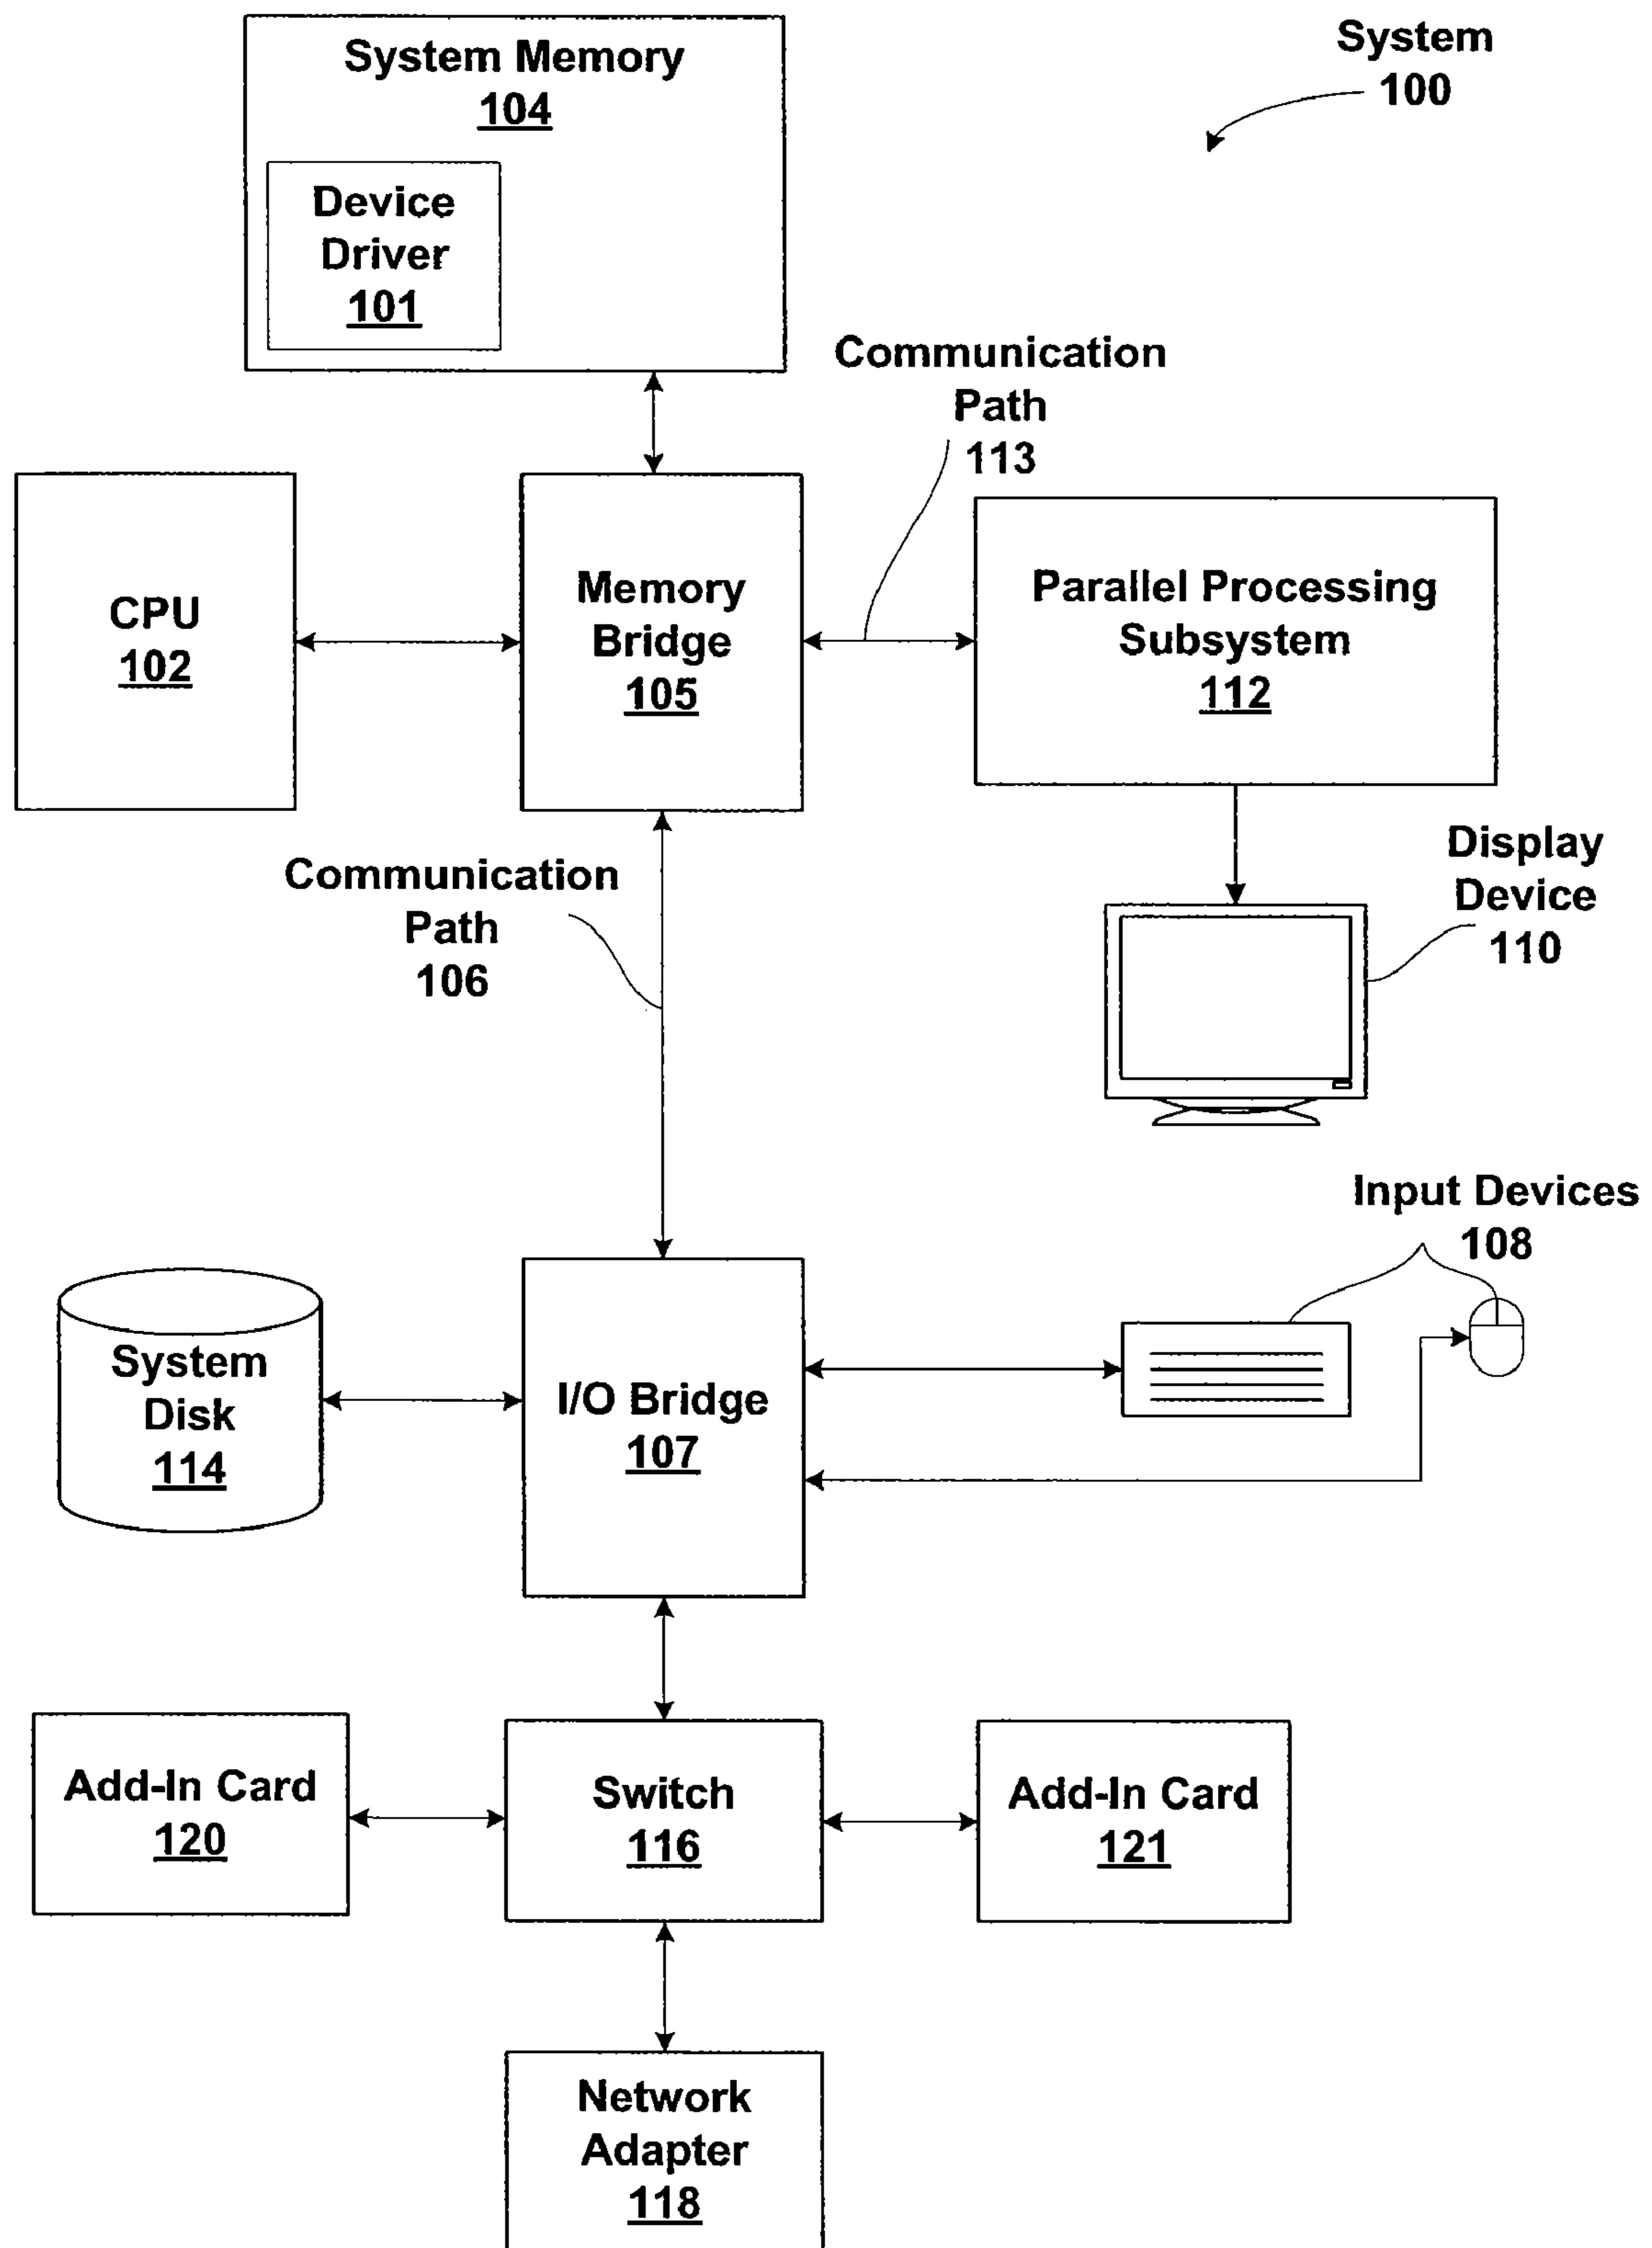 System Memory
104
Device
Driver
101
System
100
Communication
Path
113
CPU
102
Memory
Bridge
105
Parallel Processing
Subsystem
112
Communication
Path
106
Display
Device
110
Input Devices
108
System
Disk
114
I/O Bridge
107
Add-In Card
120
Switch
116
Add-In Card
121
Network
Adapter
118